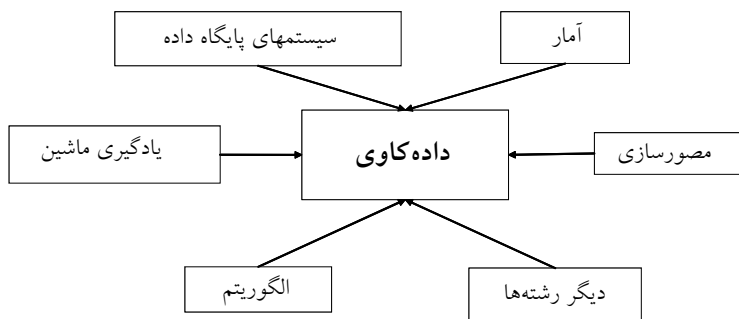 آمار
سیستمهای پایگاه داده
مصورسازی
داده‌کاوی
یادگیری ماشین
دیگر رشته‌ها
الگوریتم